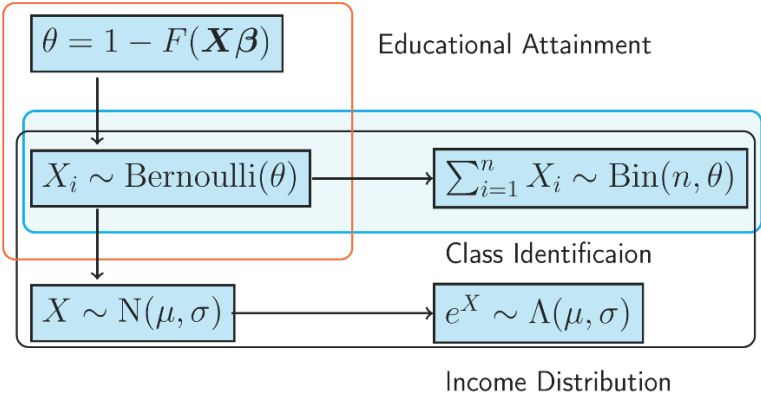 θ = 1 − F(Xβ)
Educational Attainment
X_i ∼ Bernoulli(θ)
∑_{i=1}^{n} X_i ∼ Bin(n, θ)
Class Identificaion
X ∼ N(μ, σ)
e^X ∼ Λ(μ, σ)
Income Distribution